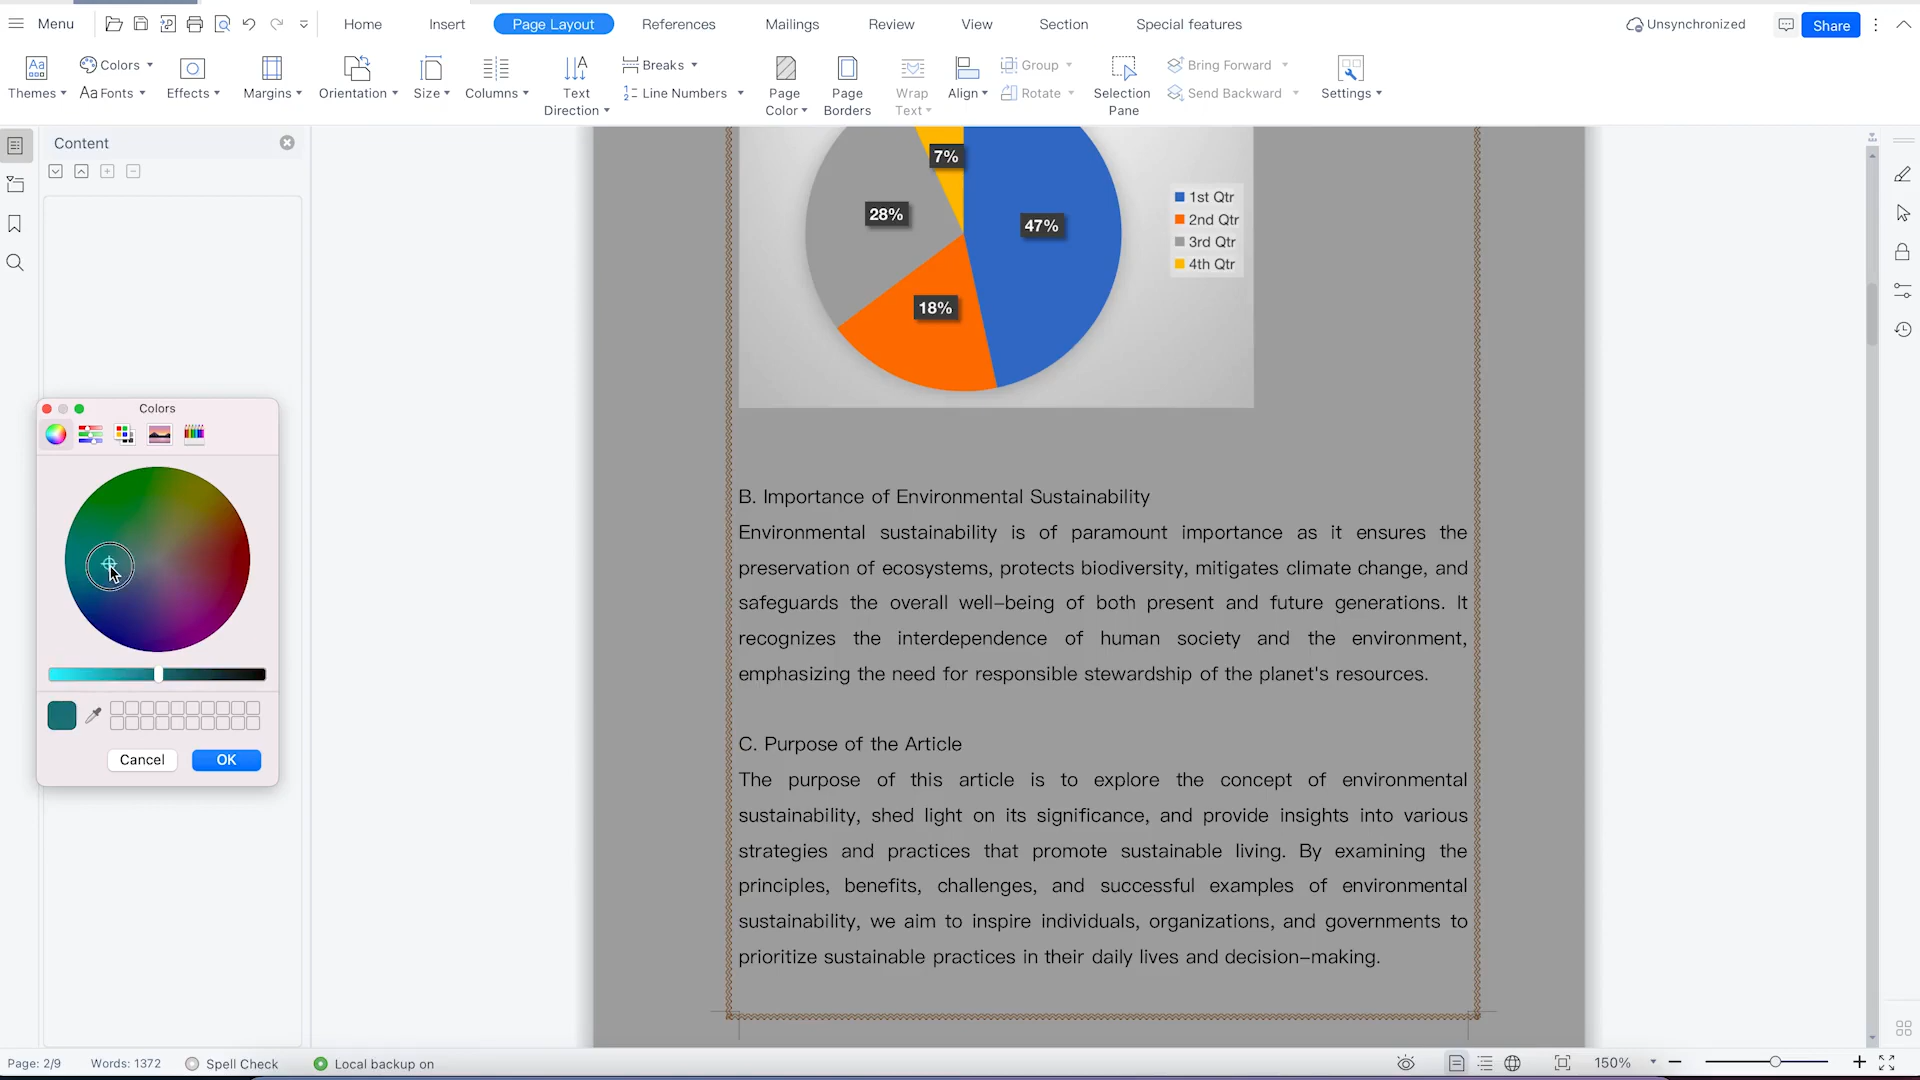 Menu
Home
Insert
Page Layout
References
Mailings
Review
View
Section
Special features
Unsynchronized
Share
Aa
Themes
Colors
Aa Fonts
Effects
Margins
Orientation
Size
Columns
Text
Direction
Breaks
Line Numbers
Page
Color
Page
Borders
Wrap
Text
Align
Group
Rotate
Selection
Pane
Bring Forward
Send Backward
Settings
Content
7%
28%
47%
18%
1st Qtr
2nd Qtr
3rd Qtr
4th Qtr
Colors
Cancel
OK
B. Importance of Environmental Sustainability
Environmental sustainability is of paramount importance as it ensures the
preservation of ecosystems, protects biodiversity, mitigates climate change, and
safeguards the overall well-being of both present and future generations. It
recognizes the interdependence of human society and the environment,
emphasizing the need for responsible stewardship of the planet's resources.
C. Purpose of the Article
The purpose of this article is to explore the concept of environmental
sustainability, shed light on its significance, and provide insights into various
strategies and practices that promote sustainable living. By examining the
principles, benefits, challenges, and successful examples of environmental
sustainability, we aim to inspire individuals, organizations, and governments to
prioritize sustainable practices in their daily lives and decision-making.
Page: 2/9
Words: 1372
Spell Check
Local backup on
150%